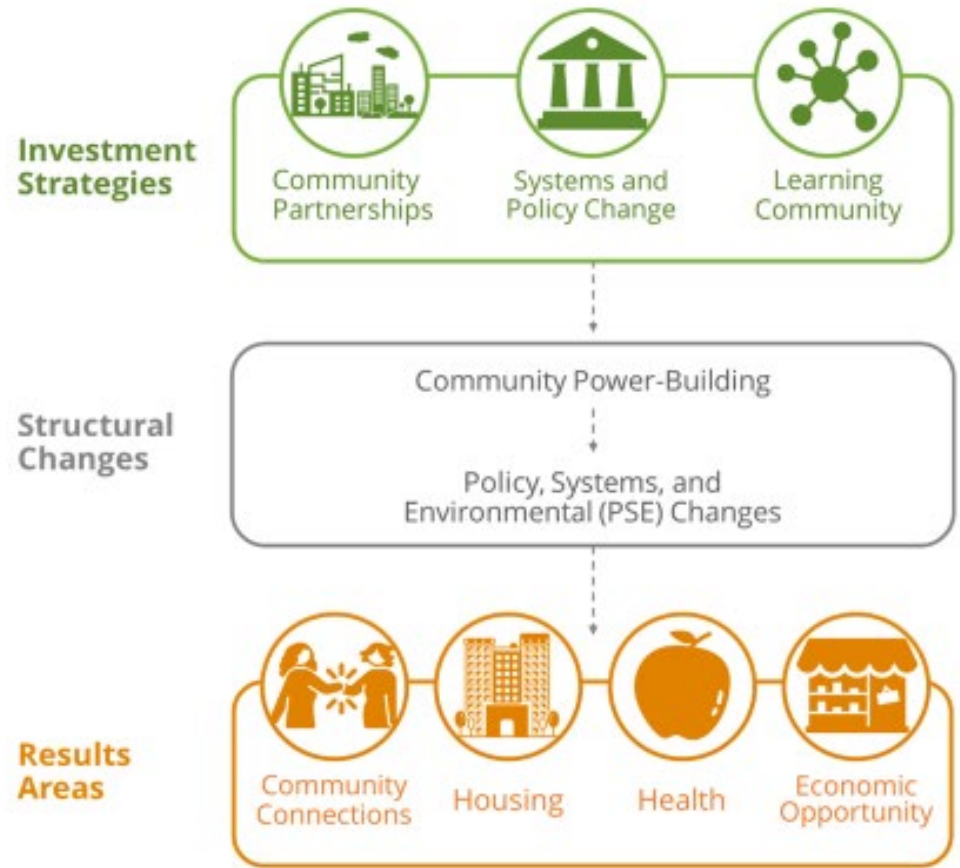 Investment
Strategies
Community
Partnerships
Systems and
Policy Change
Learning
Community
Structural
Changes
Community Power-Building
Policy, Systems, and
Environmental (PSE) Changes
Results
Areas
Community
Connections
Housing
Health
Economic
Opportunity